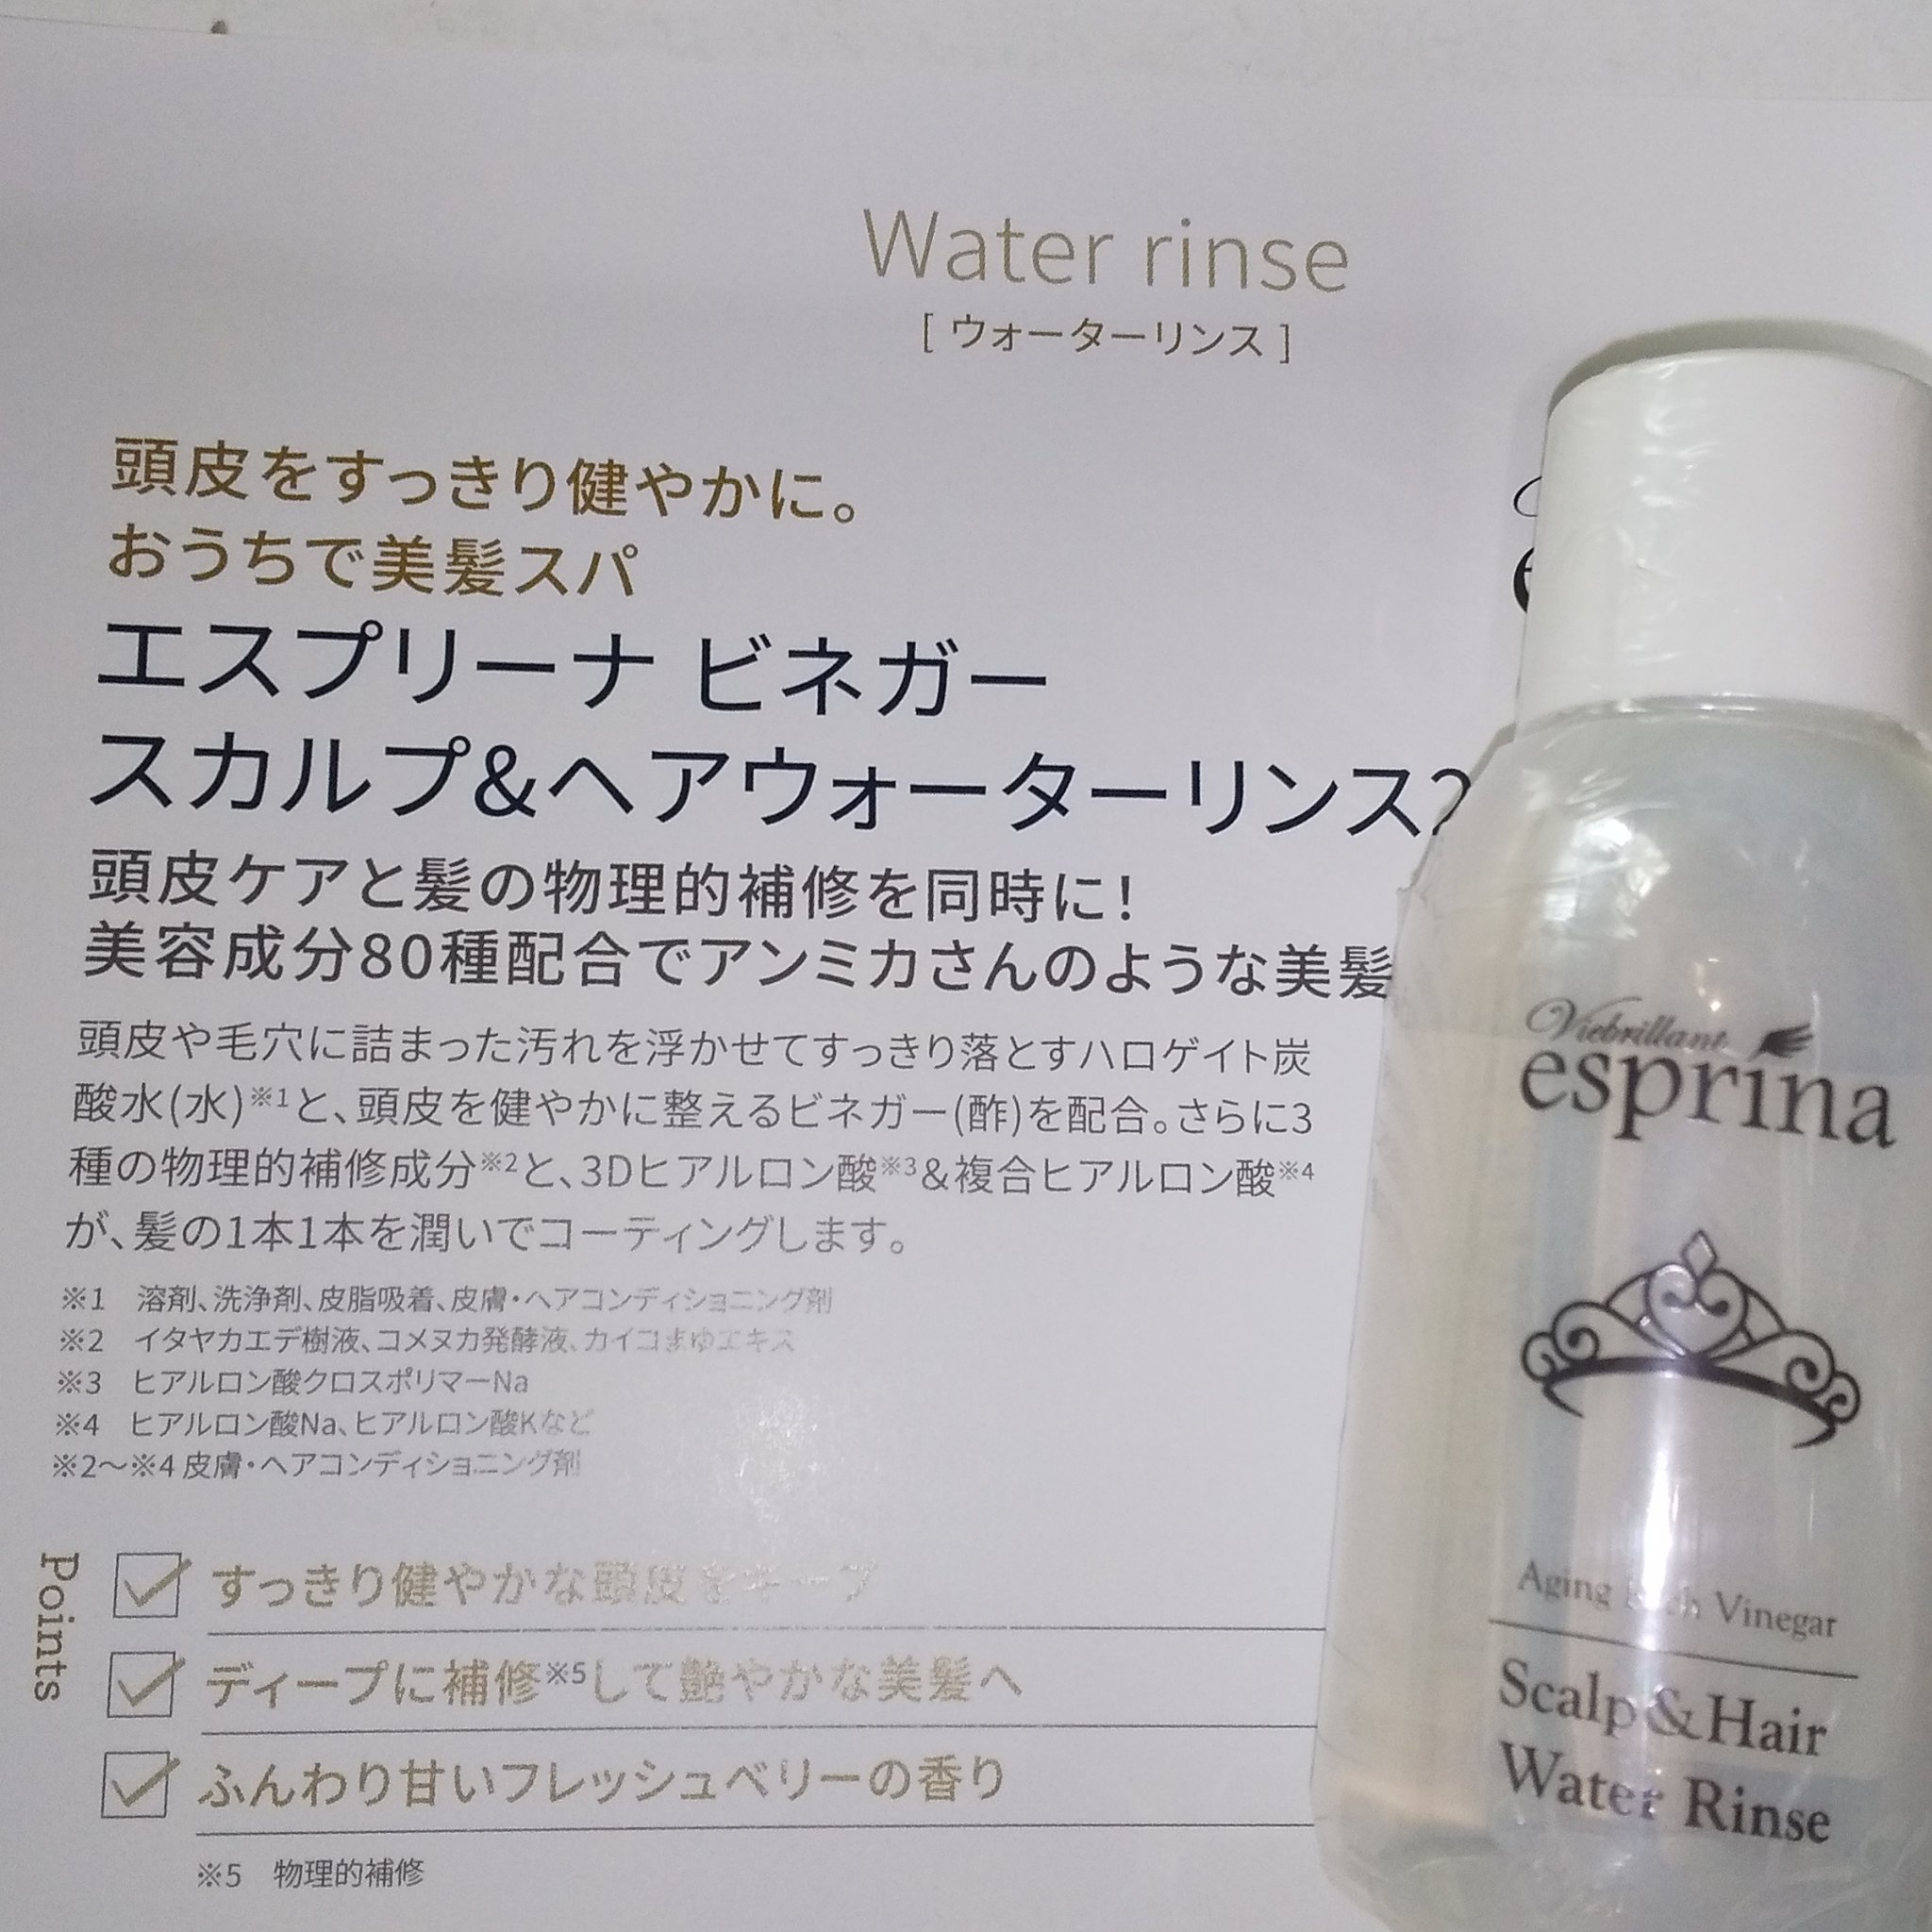 Water rinse
[ ウォーターリンス ]
頭皮をすっきり健やかに。
おうちで美髪スパ
エスプリーナ ビネガー
スカルプ&ヘアウォーターリンス2
頭皮ケアと髪の物理的補修を同時に!
美容成分80種配合でアンミカさんのような美髪
頭皮や毛穴に詰まった汚れを浮かせてすっきり落とすハロゲイト炭
酸水(水)※1と、頭皮を健やかに整えるビネガー(酢)を配合。さらに3
種の物理的補修成分※2と、3Dヒアルロン酸※3&複合ヒアルロン酸※4
が、髪の1本1本を潤いでコーティングします。
※1 溶剤、洗浄剤、皮脂吸着、皮膚・ヘアコンディショニング剤
※2 イタヤカエデ樹液、コメヌカ発酵液、カイコまゆエキス
※3 ヒアルロン酸クロスポリマーNa
※4 ヒアルロン酸Na、ヒアルロン酸Kなど
※2〜※4 皮膚・ヘアコンディショニング剤
Points
すっきり健やかな頭皮をキープ
ディープに補修※5して艶やかな美髪へ
ふんわり甘いフレッシュベリーの香り
※5 物理的補修
Viebrillant
esprina
Aging Vinegar
Scalp&Hair
Water Rinse